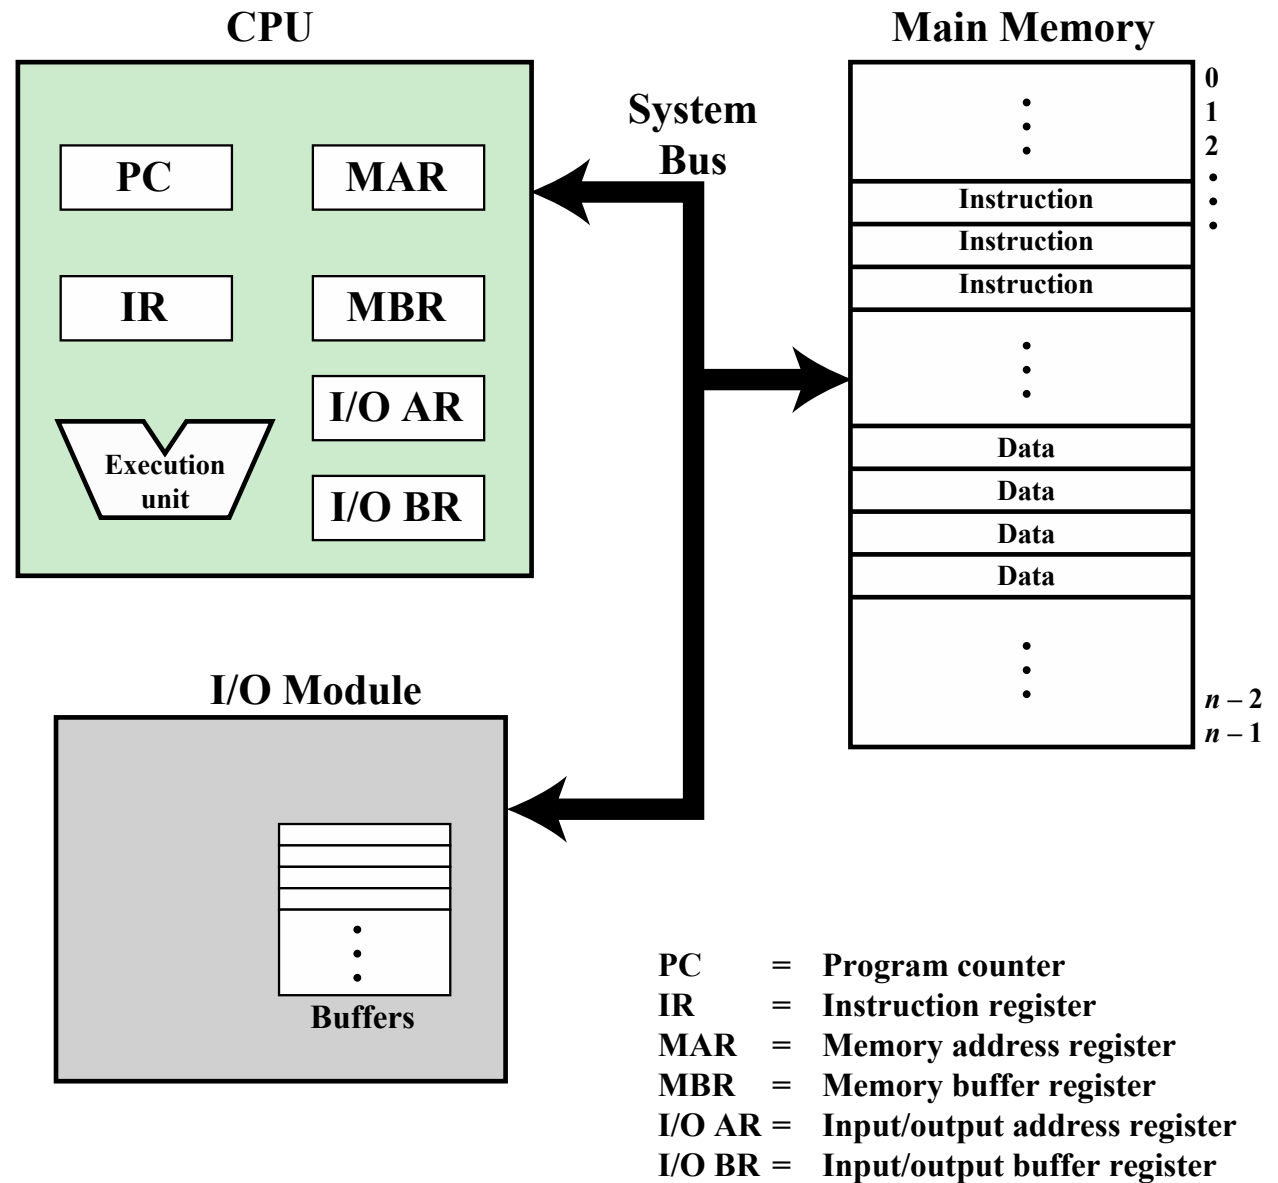 CPU
PC
MAR
IR
MBR
I/O AR
Execution
unit
I/O BR
System
Bus
Main Memory
0
1
2
Instruction
Instruction
Instruction
Data
Data
Data
Data
n – 2
n – 1
I/O Module
Buffers
PC = Program counter
IR = Instruction register
MAR = Memory address register
MBR = Memory buffer register
I/O AR = Input/output address register
I/O BR = Input/output buffer register